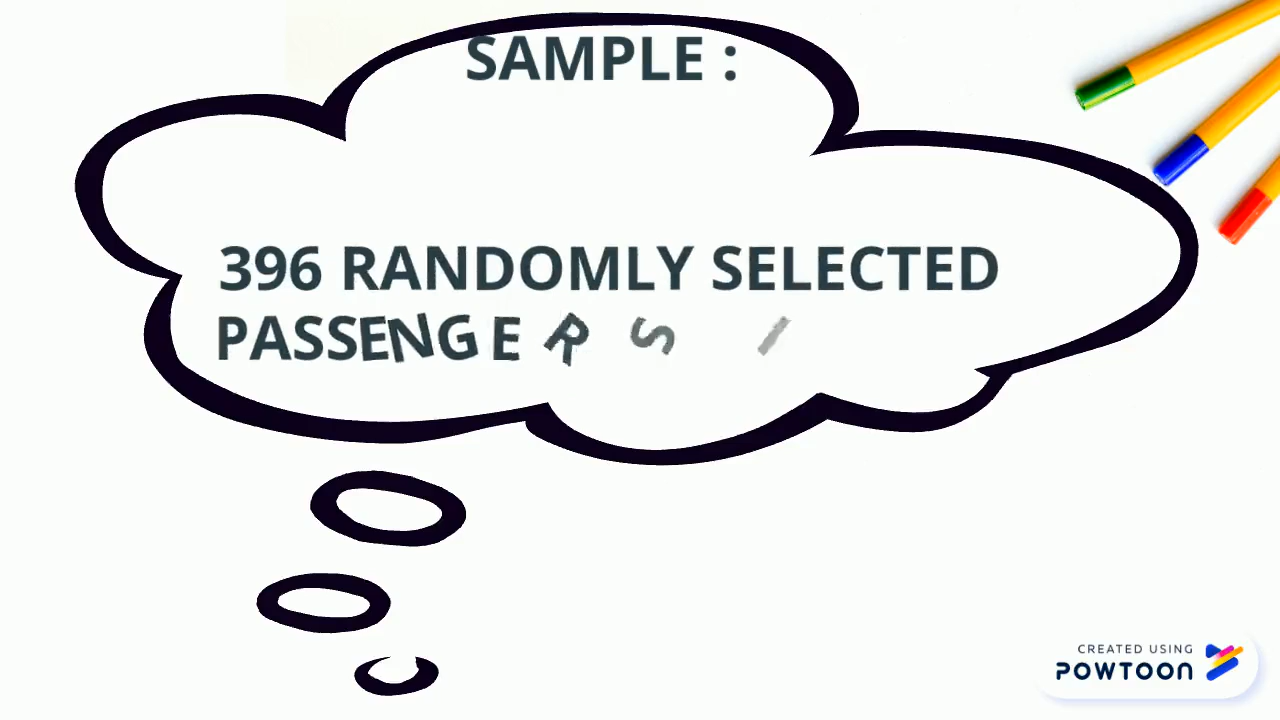 SAMPLE :
396 RANDOMLY SELECTED
PASSENGERS
CREATED USING
POWTOON